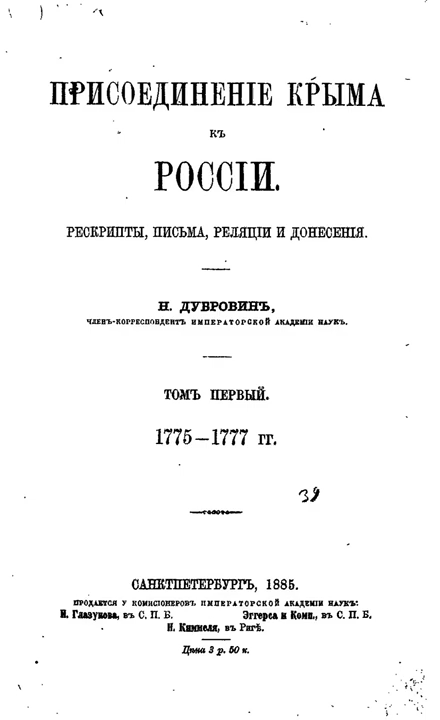 ПРИСОЕДИНЕНІЕ КРЫМА
КЪ
РОССІИ.
РЕСКРИПТЫ, ПИСЬМА, РЕЛЯЦІИ И ДОНЕСЕНІЯ.
Н. ДУБРОВИНЪ,
ЧЛЕНЪ-КОРРЕСПОНДЕНТЪ ИМПЕРАТОРСКОЙ АКАДЕМІИ НАУКЪ.
ТОМЪ ПЕРВЫЙ.
1775—1777 ГГ.
39
САНКТПЕТЕРБУРГЪ, 1885.
ПРОДАЕТСЯ У КОМИСІОНЕРОВЪ ИМПЕРАТОРСКОЙ АКАДЕМІИ НАУКЪ:
И. Глазунова, въ С. П. Б. Эггерса и Комп., въ С. П. Б.
Н. Киммеля, въ Ригѣ.
Цѣна 3 р. 50 к.